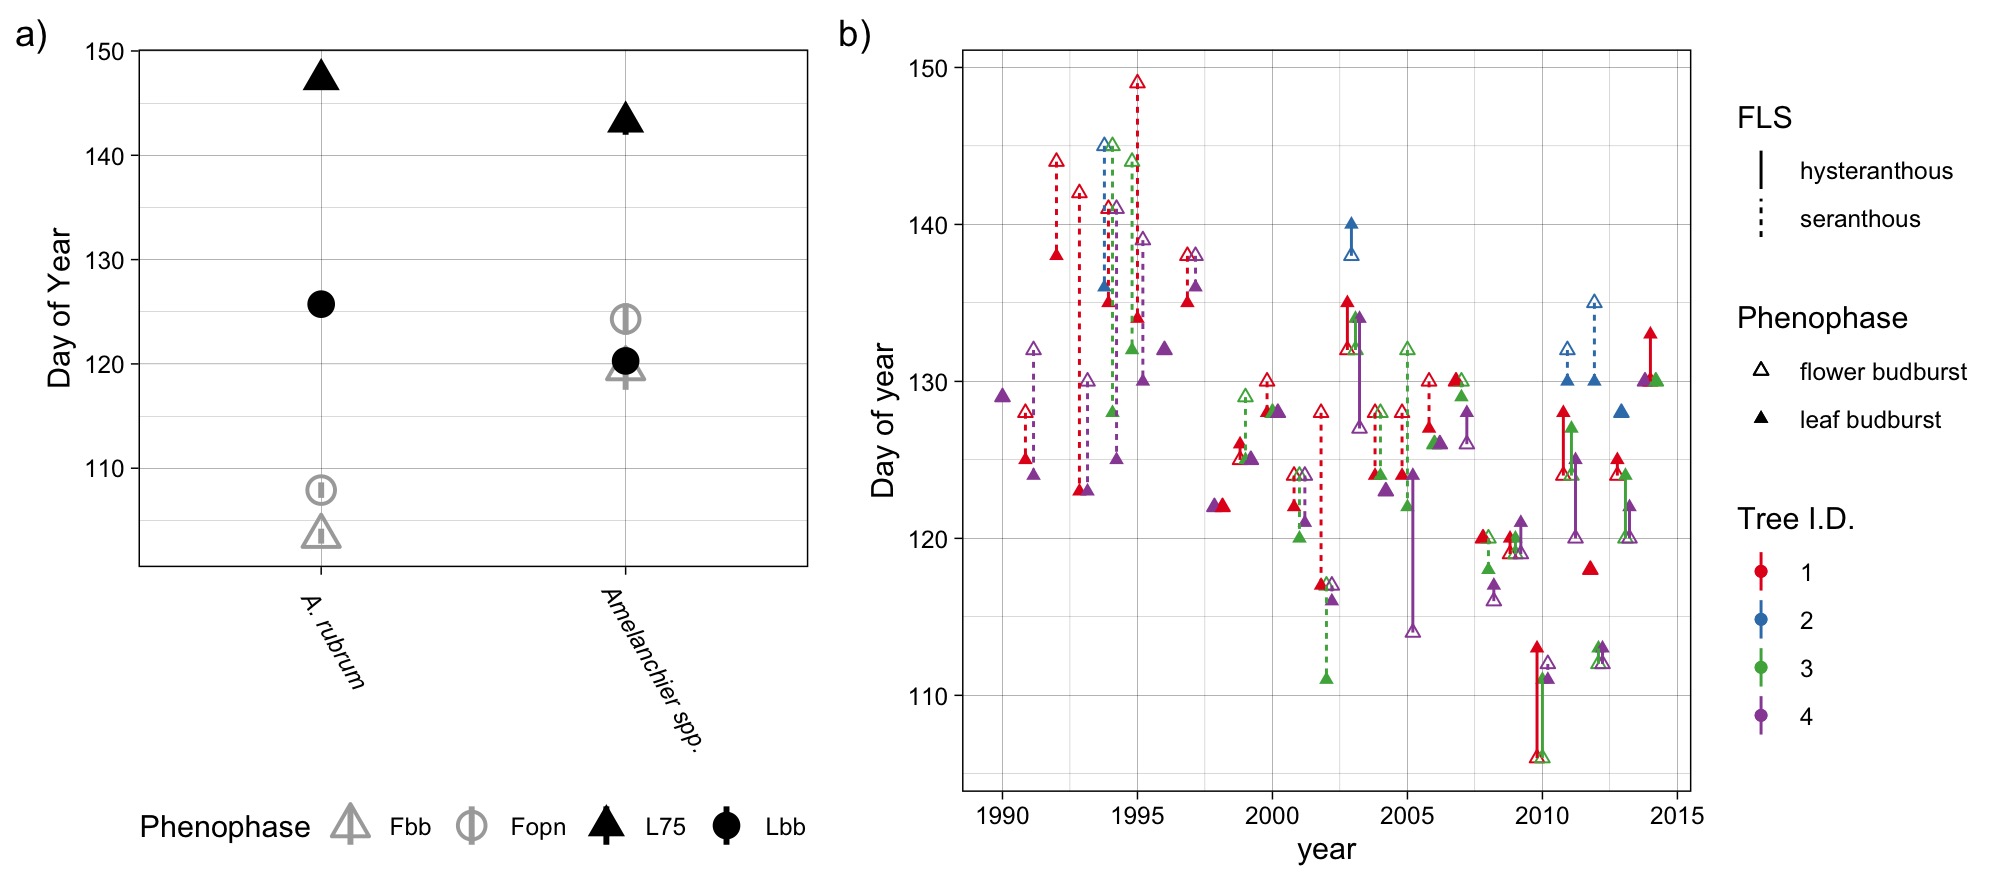 a)
150
140
130
120
110
Day of Year
A. rubrum
Amelanchier spp.
Phenophase
Fbb
Fopn
L75
Lbb
b)
150
140
130
120
110
Day of year
1990
1995
2000
2005
2010
2015
year
FLS
hysteranthous
seranthous
Phenophase
flower budburst
leaf budburst
Tree I.D.
1
2
3
4